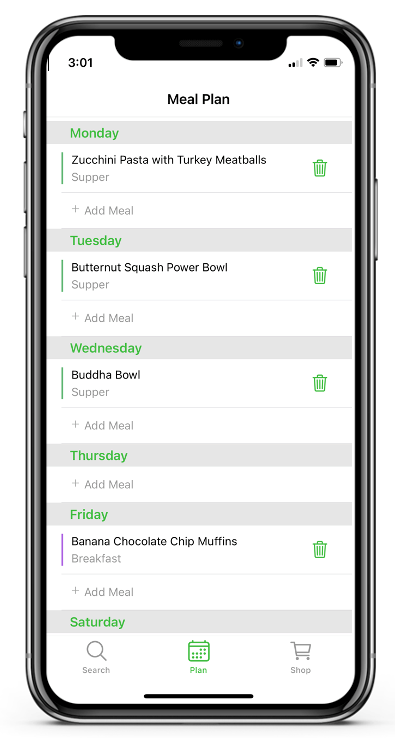 3:01
Meal Plan
Monday
Zucchini Pasta with Turkey Meatballs
Supper
+ Add Meal
Tuesday
Butternut Squash Power Bowl
Supper
+ Add Meal
Wednesday
Buddha Bowl
Supper
+ Add Meal
Thursday
+ Add Meal
Friday
Banana Chocolate Chip Muffins
Breakfast
+ Add Meal
Saturday
Search Plan Shop